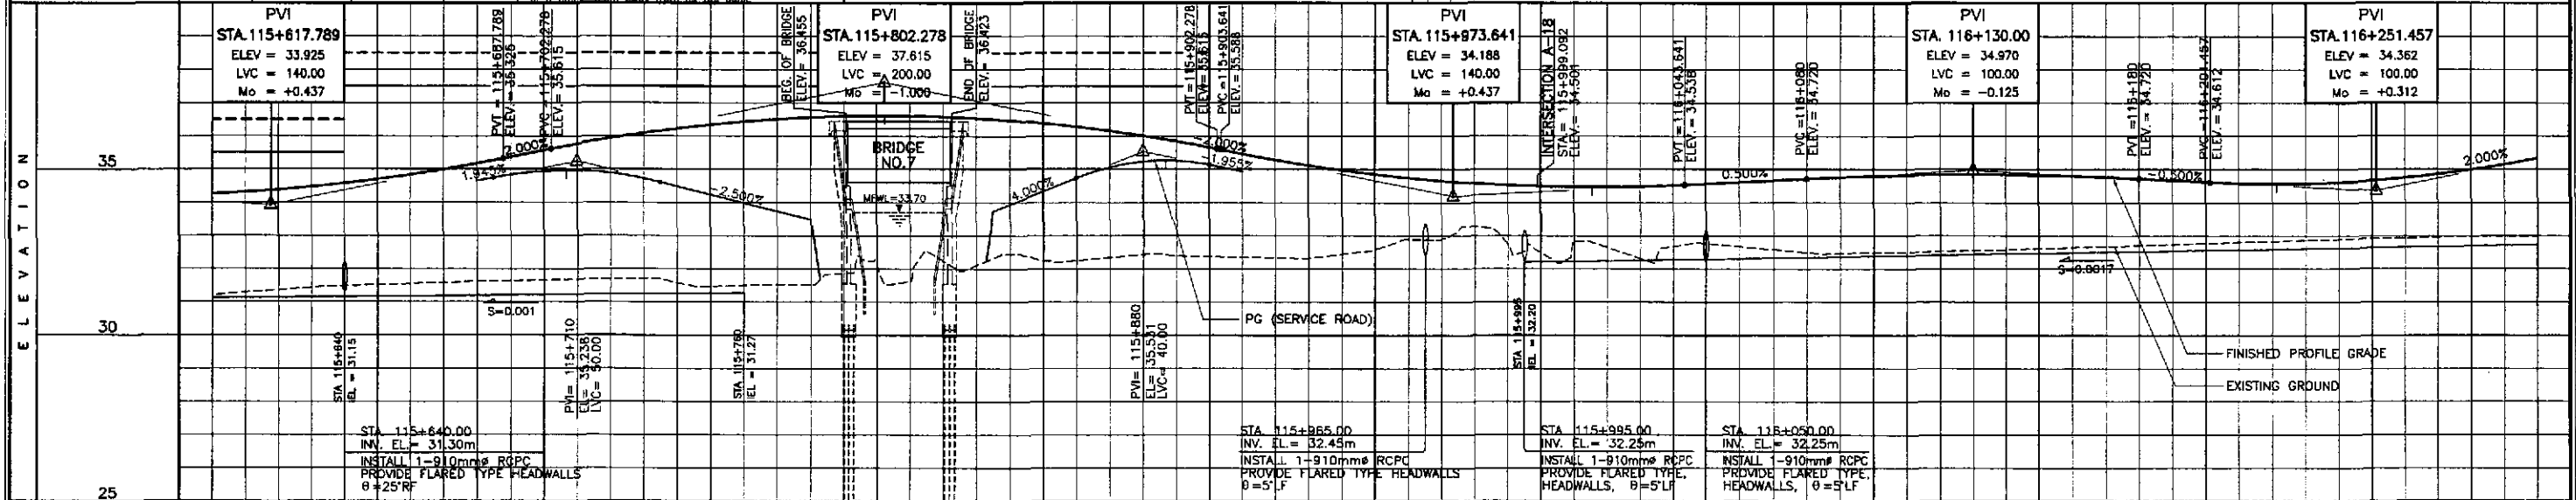 PVI
STA.115+617.789
ELEV = 33.925
LVC = 140.00
Mo = +0.437
PVT = 115+687.789
ELEV.= 35.325
PVC = 115+702.278
ELEV.= 35.615
BEG. OF BRIDGE
ELEV.= 36.455
PVI
STA.115+802.278
ELEV = 37.615
LVC = 200.00
Mo = -1.000
END OF BRIDGE
ELEV.= 36.423
PVT = 115+902.278
ELEV.= 35.615
PVC = 115+903.641
ELEV.= 35.588
PVI
STA.115+973.641
ELEV = 34.188
LVC = 140.00
Mo = +0.437
INTERSECTION A-18
STA.= 115+999.092
ELEV.= 34.501
PVT = 116+043.641
ELEV.= 34.538
PVC = 116+080
ELEV.= 34.720
PVI
STA. 116+130.00
ELEV = 34.970
LVC = 100.00
Mo = -0.125
PVT = 116+180
ELEV.= 34.720
PVC = 116+201.457
ELEV.= 34.612
PVI
STA.116+251.457
ELEV = 34.362
LVC = 100.00
Mo = +0.312
ELEVATION
35
30
25
2.000%
1.945%
-2.500%
BRIDGE
NO.7
MFWL=33.70
4.000%
-2.000%
-1.955%
0.500%
-0.500%
2.000%
S=0.001
S=0.0017
STA 115+640
IEL = 31.15
PVI= 115+710
EL= 35.238
LVC= 50.00
STA 115+760
IEL = 31.27
PVI= 115+880
EL= 35.531
LVC= 40.00
PG (SERVICE ROAD)
STA 115+995
IEL = 32.20
FINISHED PROFILE GRADE
EXISTING GROUND
STA. 115+640.00
INV. EL.= 31.30m
INSTALL 1-910mmø RCPC
PROVIDE FLARED TYPE HEADWALLS
θ=25°RF
STA. 115+965.00
INV. EL.= 32.45m
INSTALL 1-910mmø RCPC
PROVIDE FLARED TYPE HEADWALLS
θ=5°LF
STA. 115+995.00
INV. EL.= 32.25m
INSTALL 1-910mmø RCPC
PROVIDE FLARED TYPE,
HEADWALLS, θ=5°LF
STA. 116+050.00
INV. EL.= 32.25m
INSTALL 1-910mmø RCPC
PROVIDE FLARED TYPE,
HEADWALLS, θ=5°LF